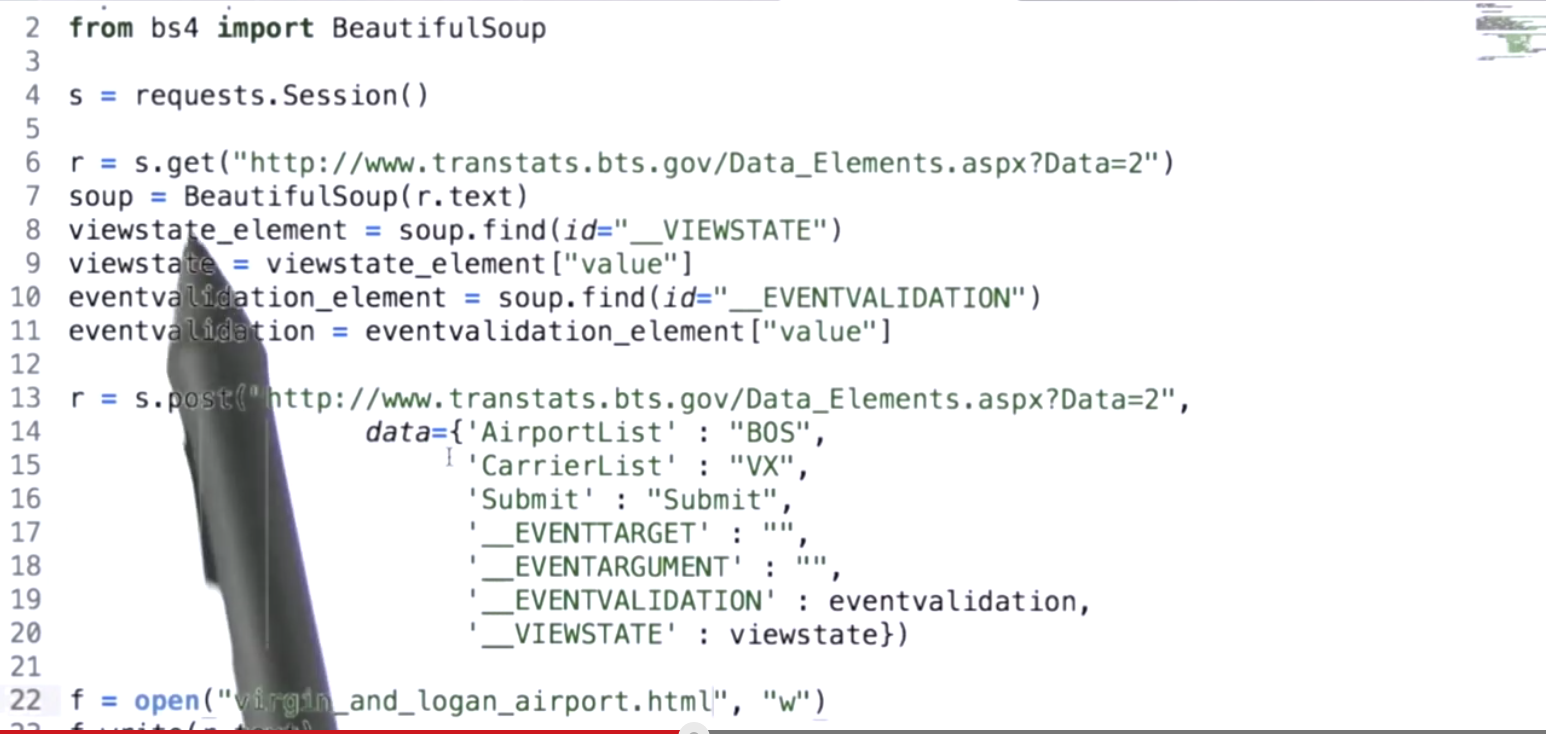 2 from bs4 import BeautifulSoup
3
4 s = requests.Session()
5
6 r = s.get("http://www.transtats.bts.gov/Data_Elements.aspx?Data=2")
7 soup = BeautifulSoup(r.text)
8 viewstate_element = soup.find(id="__VIEWSTATE")
9 viewstate = viewstate_element["value"]
10 eventvalidation_element = soup.find(id="__EVENTVALIDATION")
11 eventvalidation = eventvalidation_element["value"]
12
13 r = s.post("http://www.transtats.bts.gov/Data_Elements.aspx?Data=2",
14 data={'AirportList' : "BOS",
15 'CarrierList' : "VX",
16 'Submit' : "Submit",
17 '__EVENTTARGET' : "",
18 '__EVENTARGUMENT' : "",
19 '__EVENTVALIDATION' : eventvalidation,
20 '__VIEWSTATE' : viewstate})
21
22 f = open("virgin_and_logan_airport.html", "w")